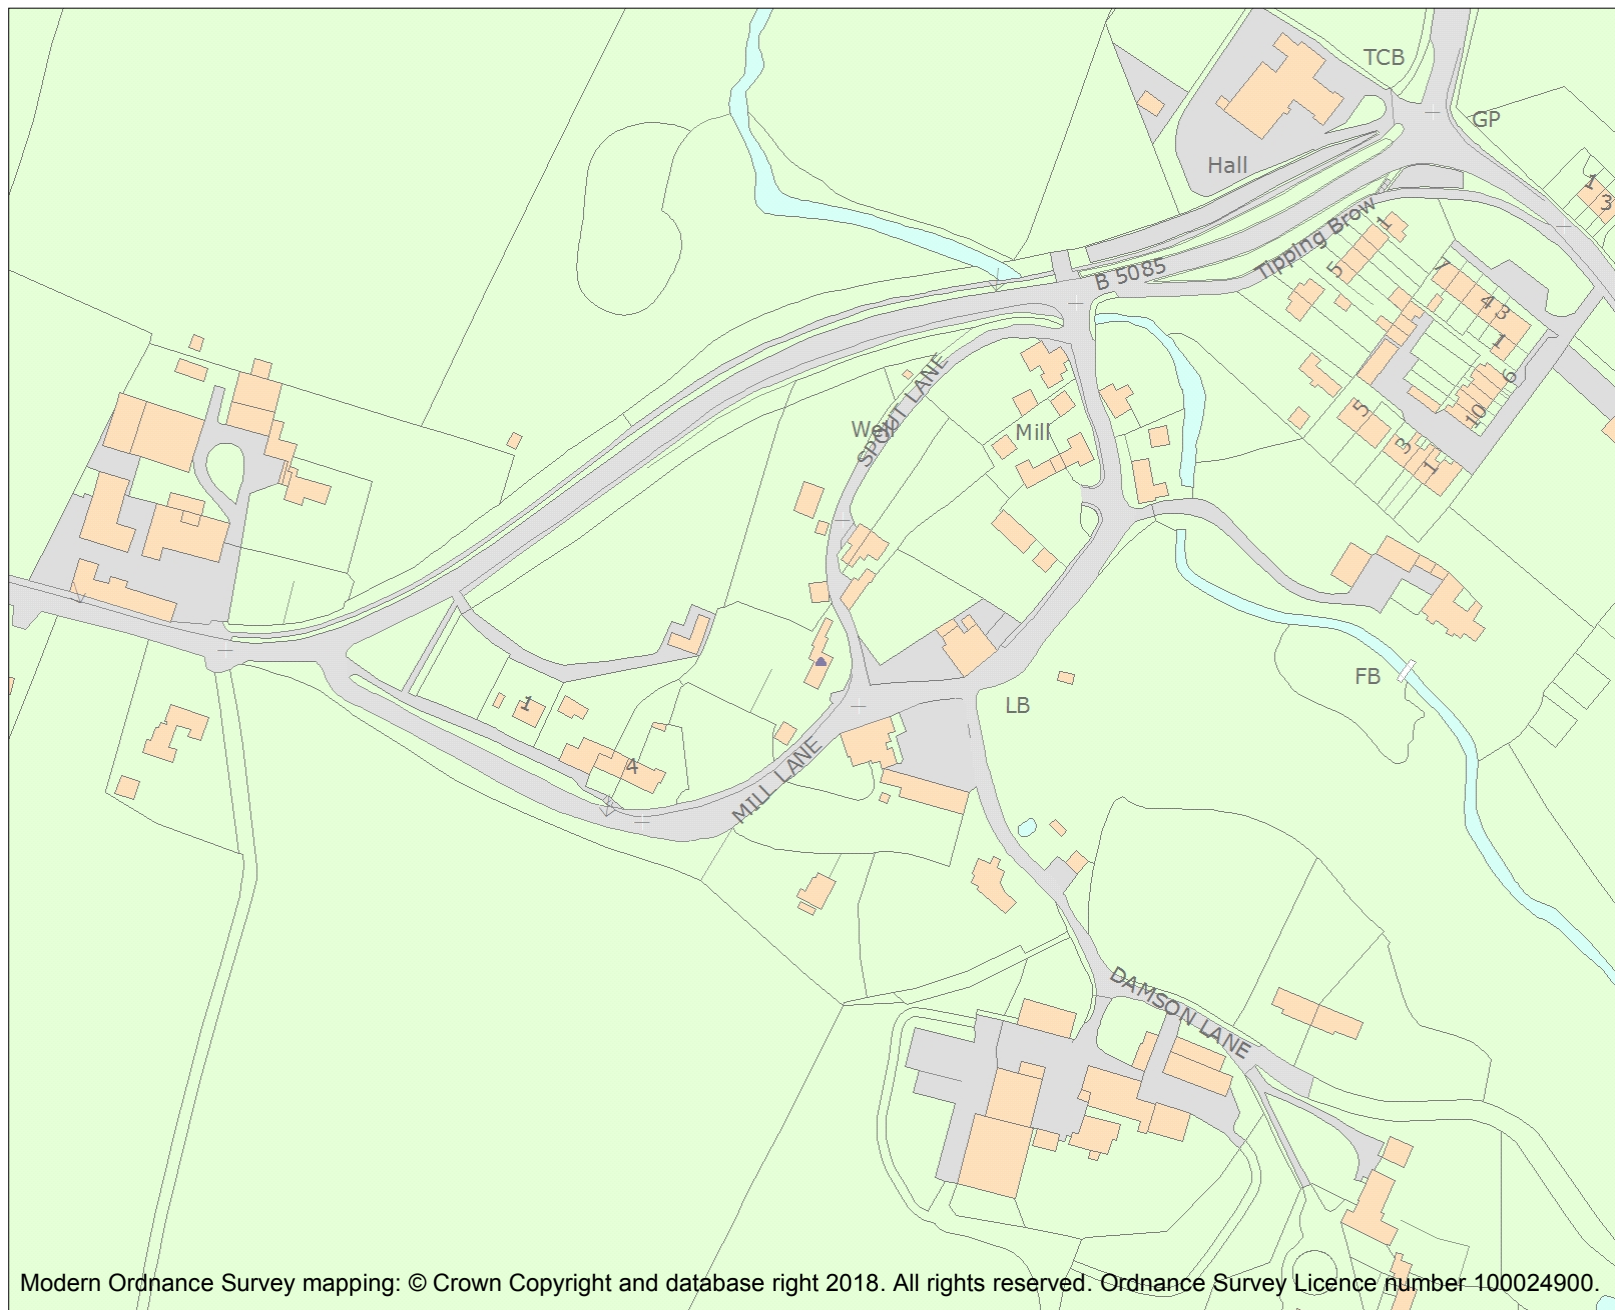 TCB
GP
Hall
1
3
Tipping Brow
1
5
B 5085
7
4
3
1
6
10
5
3
1
SPOUT LANE
Well
Mill
FB
LB
1
4
MILL LANE
DAMSON LANE
Modern Ordnance Survey mapping: © Crown Copyright and database right 2018. All rights reserved. Ordnance Survey Licence number 100024900.